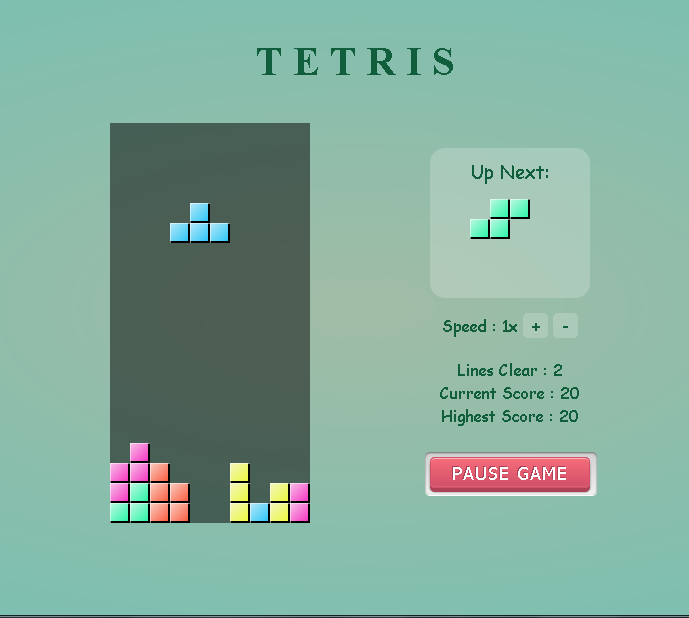 TETRIS
Up Next:
Speed : 1x + -
Lines Clear : 2
Current Score : 20
Highest Score : 20
PAUSE GAME